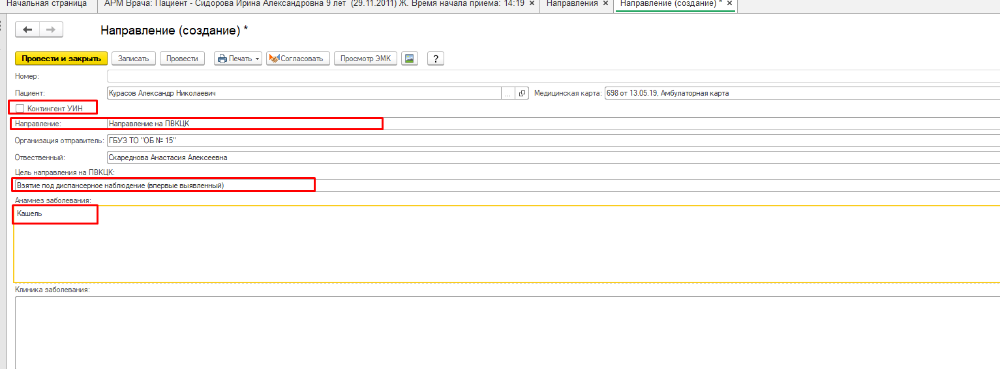 Начальная страница АРМ Врача: Пациент - Сидорова Ирина Александровна 9 лет (29.11.2011) Ж. Время начала приема: 14:19 × Направления × Направление (создание) * ×
Направление (создание) *
Провести и закрыть Записать Провести Печать Согласовать Просмотр ЭМК ?
Номер:
Пациент: Курасов Александр Николаевич ... Медицинская карта: 698 от 13.05.19, Амбулаторная карта
Контингент УИН
Направление: Направление на ПВКЦК
Организация отправитель: ГБУЗ ТО "ОБ № 15"
Отвественный: Скареднова Анастасия Алексеевна
Цель направления на ПВКЦК:
Взятие под диспансерное наблюдение (впервые выявленный)
Анамнез заболевания:
Кашель
Клиника заболевания: